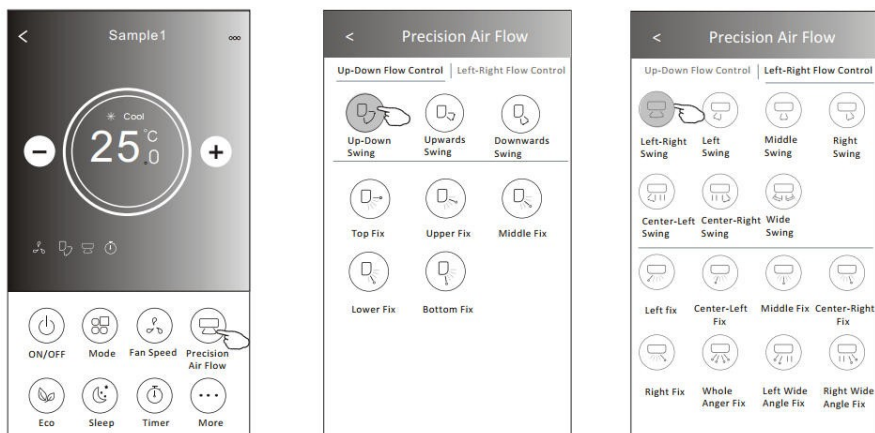 Sample1
Cool
25.0 °C
ON/OFF Mode Fan Speed Precision Air Flow
Eco Sleep Timer More
Precision Air Flow
Up-Down Flow Control Left-Right Flow Control
Up-Down Swing
Upwards Swing
Downwards Swing
Top Fix Upper Fix Middle Fix
Lower Fix Bottom Fix
Precision Air Flow
Up-Down Flow Control Left-Right Flow Control
Left-Right Swing
Left Swing
Middle Swing
Right Swing
Center-Left Swing
Center-Right Swing
Wide Swing
Left fix
Center-Left Fix
Middle Fix
Center-Right Fix
Right Fix
Whole Anger Fix
Left Wide Angle Fix
Right Wide Angle Fix